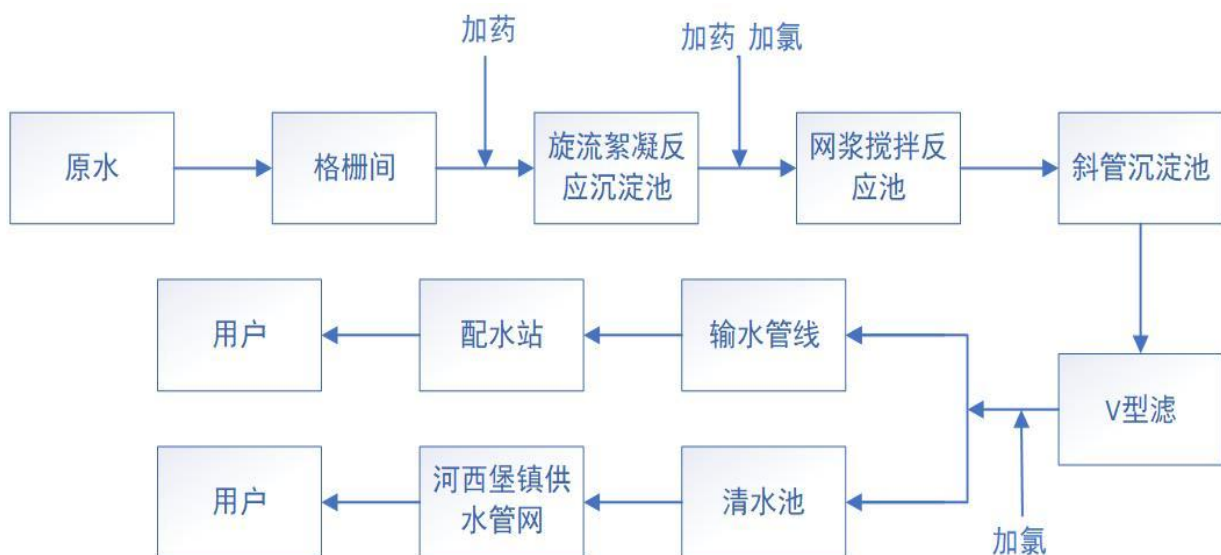 加药
加药 加氯
原水
格栅间
旋流絮凝反
应沉淀池
网浆搅拌反
应池
斜管沉淀池
用户
配水站
输水管线
V型滤
用户
河西堡镇供
水管网
清水池
加氯